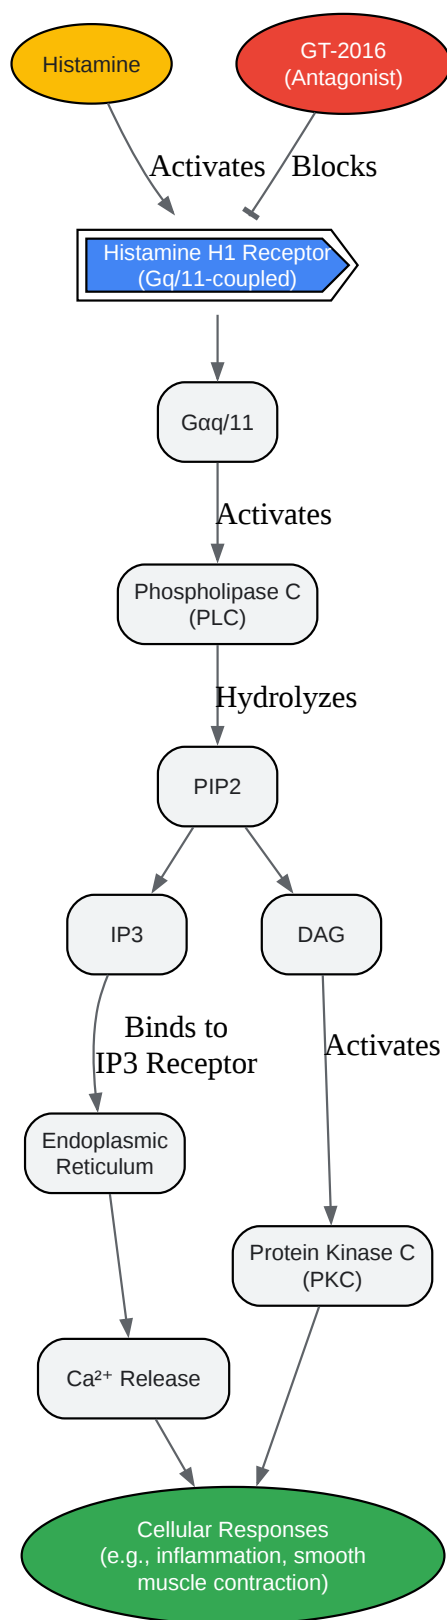 Histamine
GT-2016
(Antagonist)
Activates
Blocks
Histamine H1 Receptor
(Gq/11-coupled)
Gαq/11
Activates
Phospholipase C
(PLC)
Hydrolyzes
PIP2
IP3
DAG
Binds to
IP3 Receptor
Activates
Endoplasmic
Reticulum
Protein Kinase C
(PKC)
Ca²⁺ Release
Cellular Responses
(e.g., inflammation, smooth
muscle contraction)